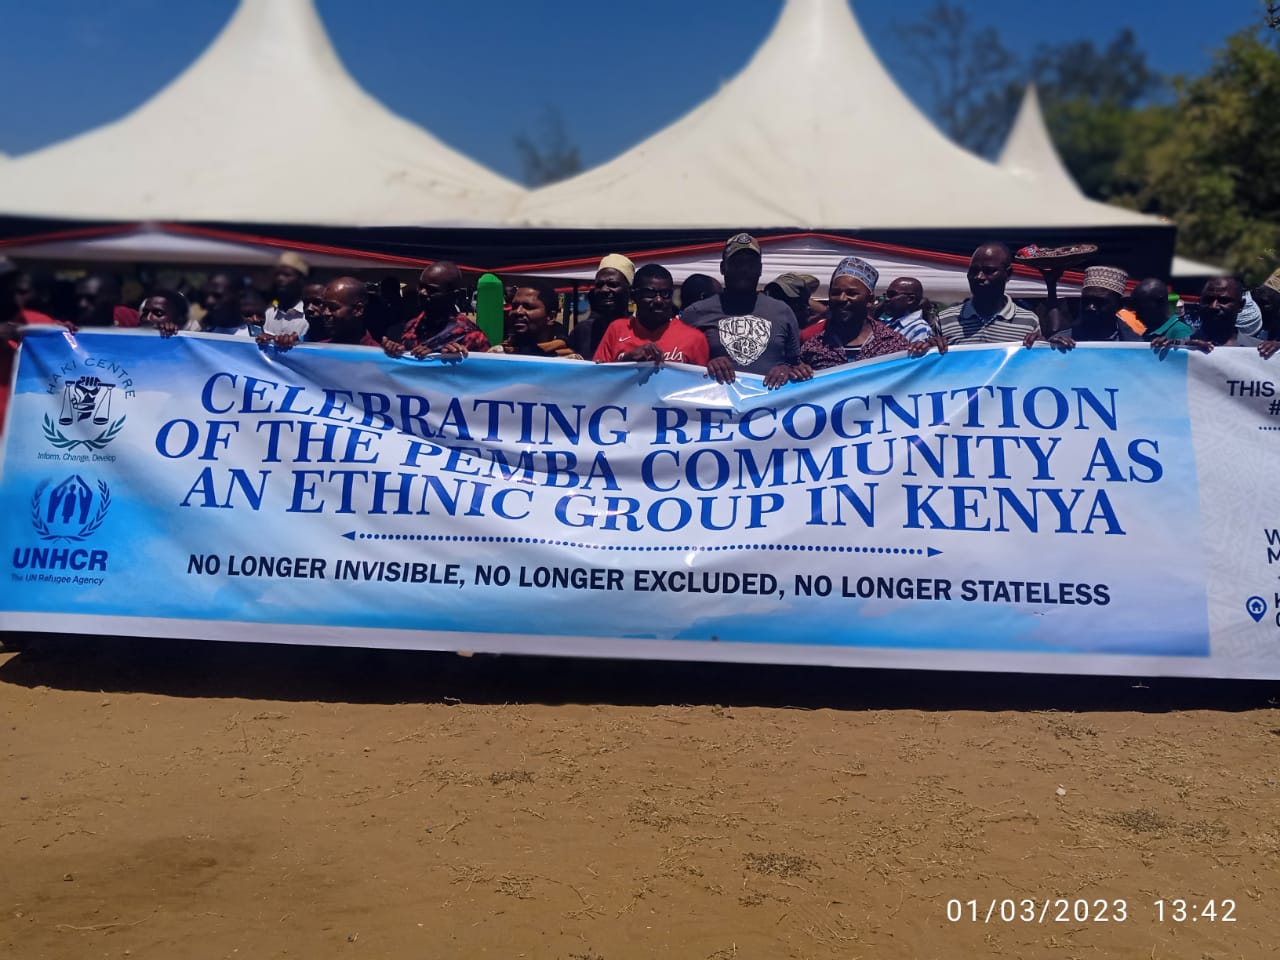 HAKI CENTRE
Inform, Change, Develop
UNHCR
The UN Refugee Agency
CELEBRATING RECOGNITION
OF THE PEMBA COMMUNITY AS
AN ETHNIC GROUP IN KENYA
NO LONGER INVISIBLE, NO LONGER EXCLUDED, NO LONGER STATELESS
THIS
#
01/03/2023 13:42